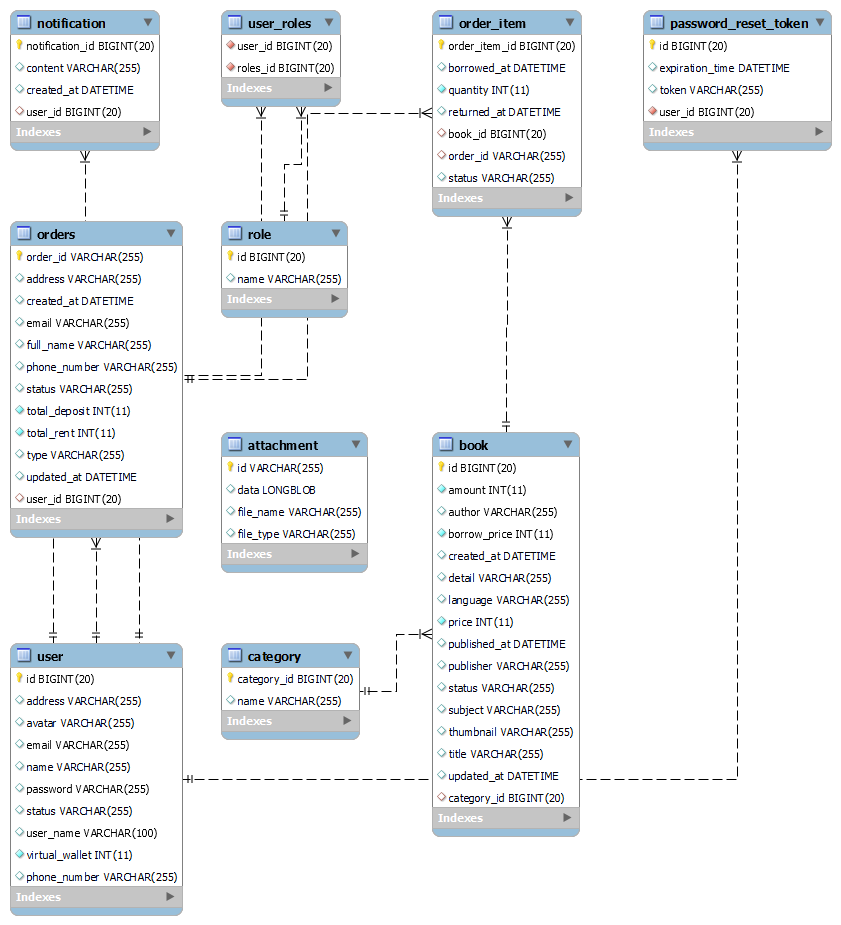 notification
notification_id BIGINT(20)
content VARCHAR(255)
created_at DATETIME
user_id BIGINT(20)
Indexes
user_roles
user_id BIGINT(20)
roles_id BIGINT(20)
Indexes
order_item
order_item_id BIGINT(20)
borrowed_at DATETIME
quantity INT(11)
returned_at DATETIME
book_id BIGINT(20)
order_id VARCHAR(255)
status VARCHAR(255)
Indexes
password_reset_token
id BIGINT(20)
expiration_time DATETIME
token VARCHAR(255)
user_id BIGINT(20)
Indexes
orders
order_id VARCHAR(255)
address VARCHAR(255)
created_at DATETIME
email VARCHAR(255)
full_name VARCHAR(255)
phone_number VARCHAR(255)
status VARCHAR(255)
total_deposit INT(11)
total_rent INT(11)
type VARCHAR(255)
updated_at DATETIME
user_id BIGINT(20)
Indexes
role
id BIGINT(20)
name VARCHAR(255)
Indexes
attachment
id VARCHAR(255)
data LONGBLOB
file_name VARCHAR(255)
file_type VARCHAR(255)
Indexes
book
id BIGINT(20)
amount INT(11)
author VARCHAR(255)
borrow_price INT(11)
created_at DATETIME
detail VARCHAR(255)
language VARCHAR(255)
price INT(11)
published_at DATETIME
publisher VARCHAR(255)
status VARCHAR(255)
subject VARCHAR(255)
thumbnail VARCHAR(255)
title VARCHAR(255)
updated_at DATETIME
category_id BIGINT(20)
Indexes
user
id BIGINT(20)
address VARCHAR(255)
avatar VARCHAR(255)
email VARCHAR(255)
name VARCHAR(255)
password VARCHAR(255)
status VARCHAR(255)
user_name VARCHAR(100)
virtual_wallet INT(11)
phone_number VARCHAR(255)
Indexes
category
category_id BIGINT(20)
name VARCHAR(255)
Indexes